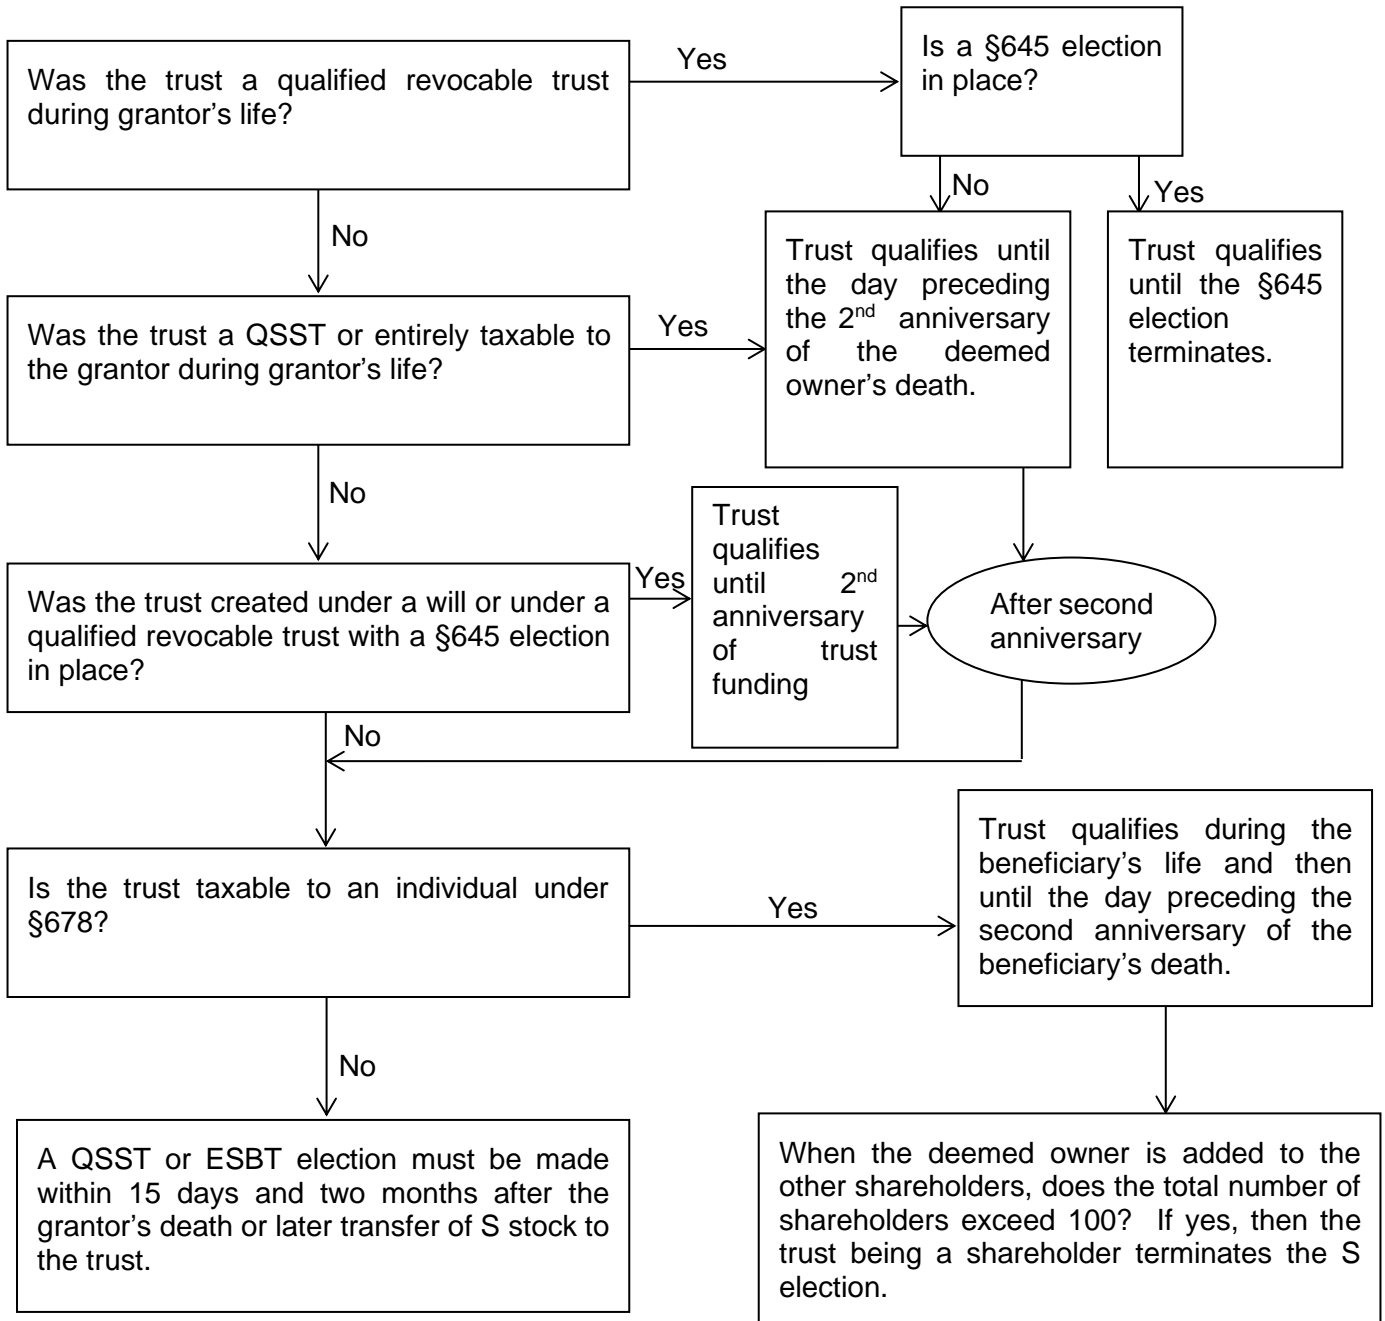 Was the trust a qualified revocable trust
during grantor’s life?
Yes
Is a §645 election
in place?
No
Yes
No
Trust qualifies until
the day preceding
the 2nd anniversary
of the deemed
owner’s death.
Trust qualifies
until the §645
election
terminates.
Was the trust a QSST or entirely taxable to
the grantor during grantor’s life?
Yes
No
Was the trust created under a will or under a
qualified revocable trust with a §645 election
in place?
Yes
Trust
qualifies
until 2nd
anniversary
of trust
funding
After second
anniversary
No
Is the trust taxable to an individual under
§678?
Yes
Trust qualifies during the
beneficiary’s life and then
until the day preceding the
second anniversary of the
beneficiary’s death.
No
A QSST or ESBT election must be made
within 15 days and two months after the
grantor’s death or later transfer of S stock to
the trust.
When the deemed owner is added to the
other shareholders, does the total number of
shareholders exceed 100? If yes, then the
trust being a shareholder terminates the S
election.